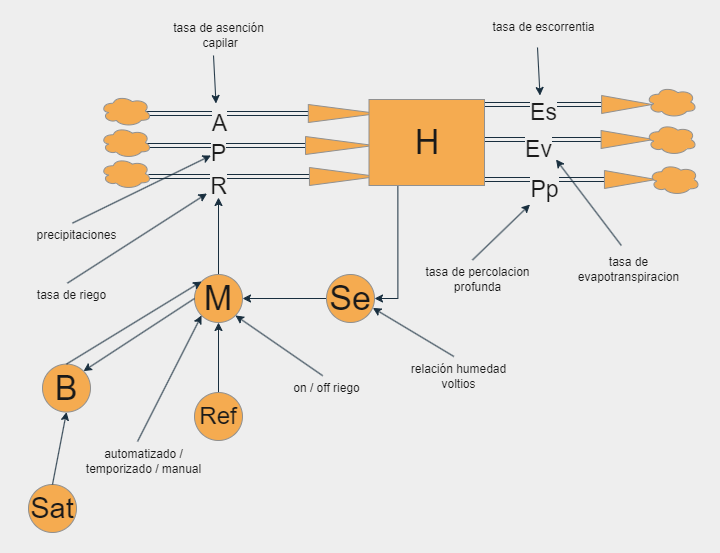 tasa de asención
capilar
tasa de escorrentia
A
Es
H
P
Ev
R
Pp
precipitaciones
tasa de riego
tasa de percolacion
profunda
tasa de
evapotranspiracion
M
Se
B
Ref
on / off riego
relación humedad
voltios
automatizado /
temporizado / manual
Sat